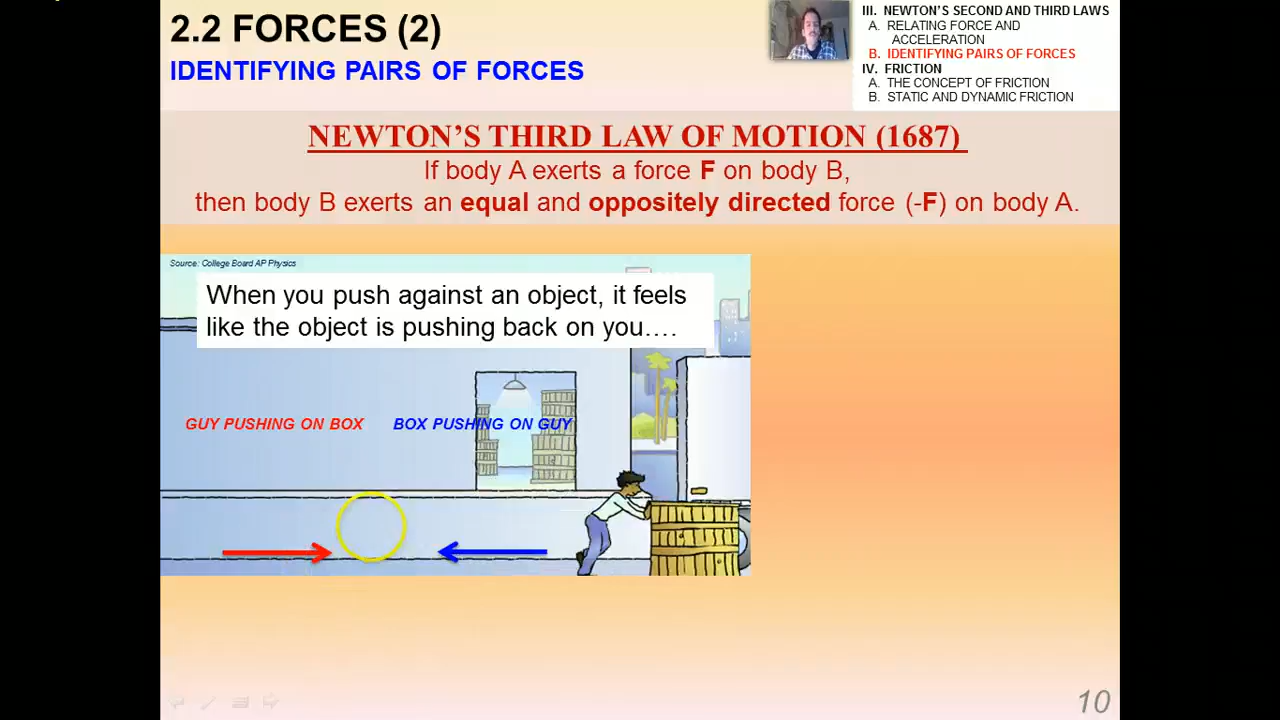 2.2 FORCES (2)
IDENTIFYING PAIRS OF FORCES
III. NEWTON'S SECOND AND THIRD LAWS
A. RELATING FORCE AND
ACCELERATION
B. IDENTIFYING PAIRS OF FORCES
IV. FRICTION
A. THE CONCEPT OF FRICTION
B. STATIC AND DYNAMIC FRICTION
NEWTON'S THIRD LAW OF MOTION (1687)
If body A exerts a force F on body B,
then body B exerts an equal and oppositely directed force (-F) on body A.
Source: College Board AP Physics
When you push against an object, it feels
like the object is pushing back on you….
GUY PUSHING ON BOX
BOX PUSHING ON GUY
10